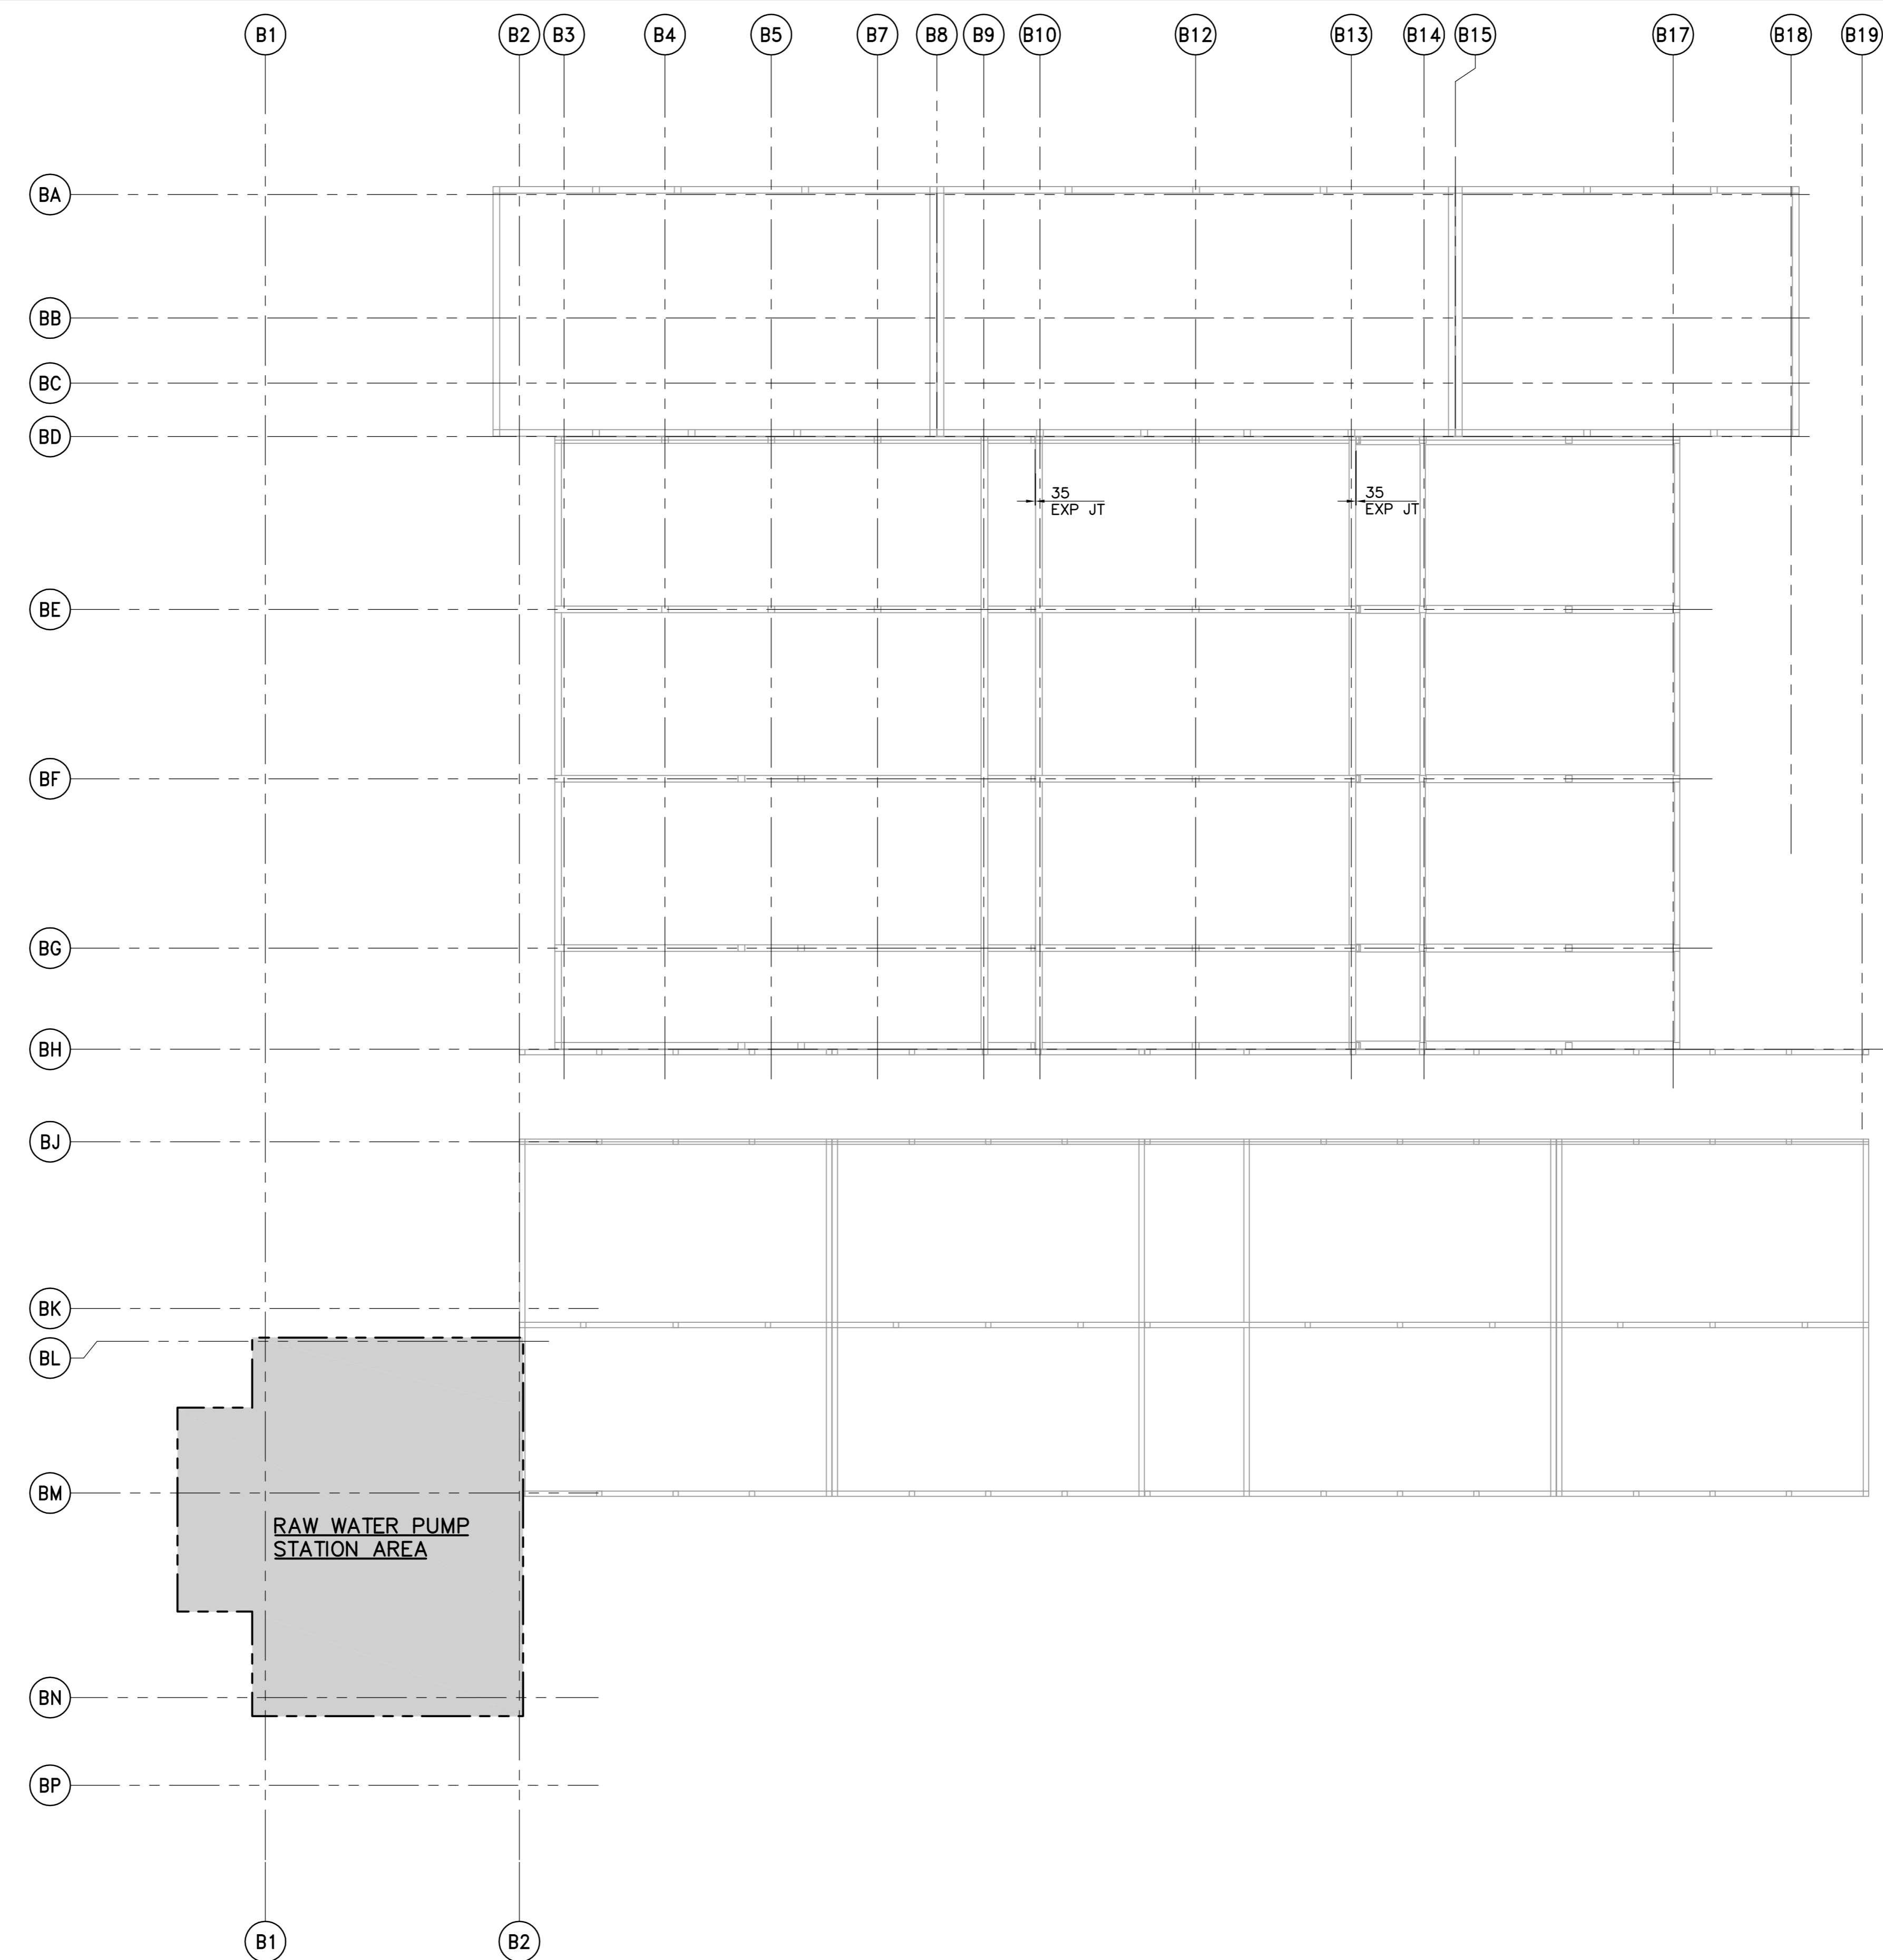 B1
B2
B3
B4
B5
B7
B8
B9
B10
B12
B13
B14
B15
B17
B18
B19
BA
BB
BC
BD
35
EXP JT
35
EXP JT
BE
BF
BG
BH
BJ
BK
BL
BM
RAW WATER PUMP
STATION AREA
BN
BP
B1
B2